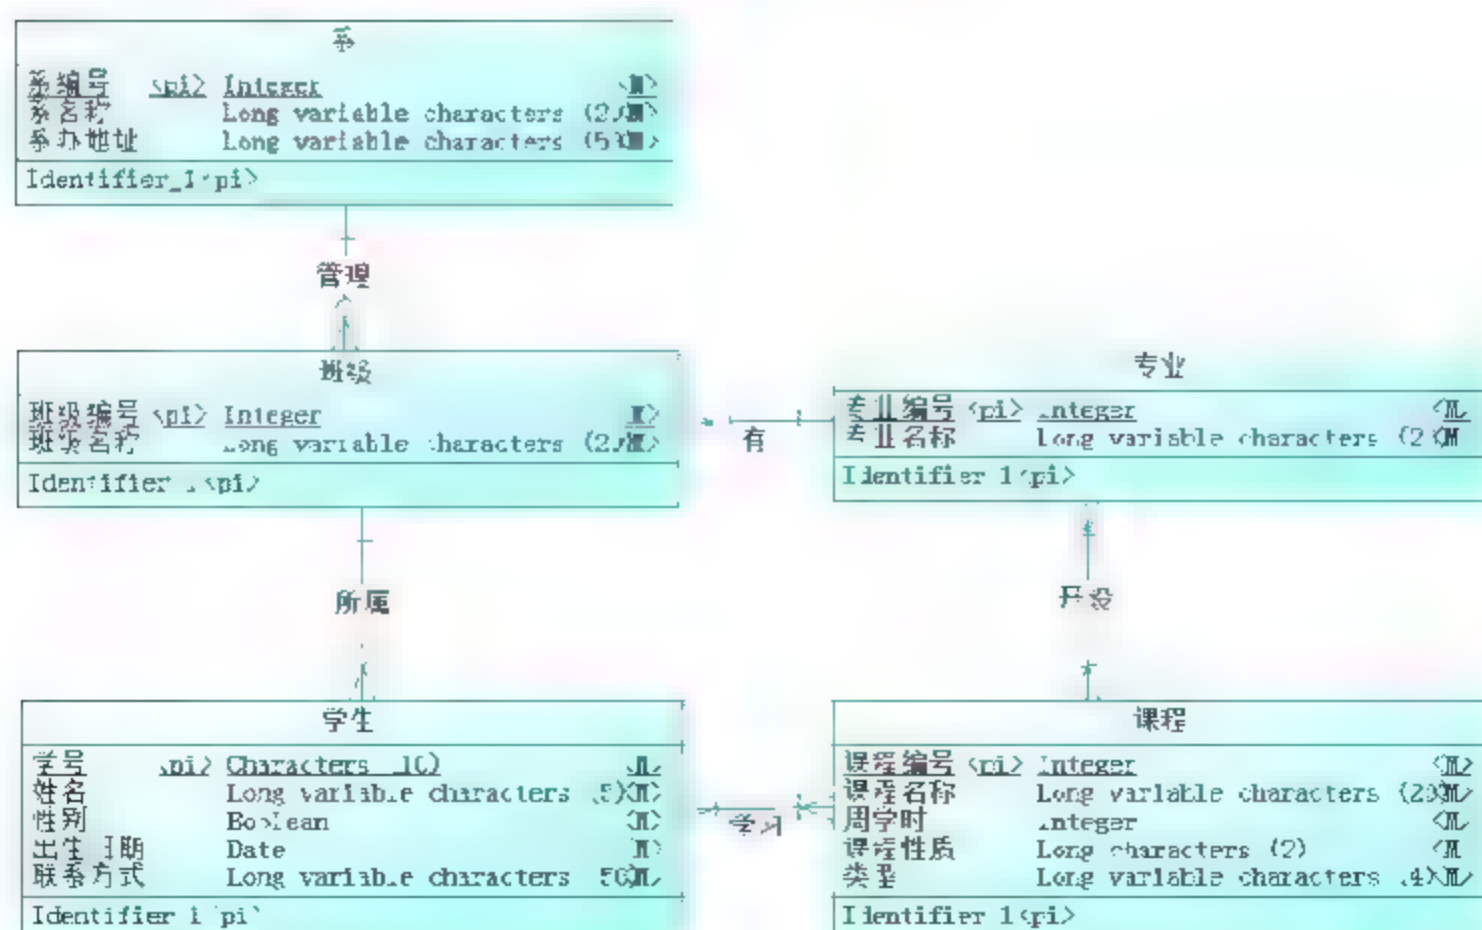 系
系编号 <pi> Integer <M>
系名称 Long variable characters (2 <M>
系办地址 Long variable characters (5 <M>
Identifier_1<pi>
管理
班级
专业
班级编号 <pi> Integer <M>
班级名称 Long variable characters (2 <M>
专业编号 <pi> Integer <M
专业名称 Long variable characters (2 <M
有
Identifier <pi>
Identifier 1<pi>
所属
开设
学生
课程
学号 <pi> Characters 10) <M>
姓名 Long variable characters 5)<M>
性别 Boolean <M>
出生日期 Date <M>
联系方式 Long variable characters 50 <M>
Identifier 1 pi
学习
课程编号 <pi> Integer <M>
课程名称 Long variable characters (20 <M>
周学时 Integer <M>
课程性质 Long characters (2) <M
类型 Long variable characters 4)<M>
Identifier 1<pi>